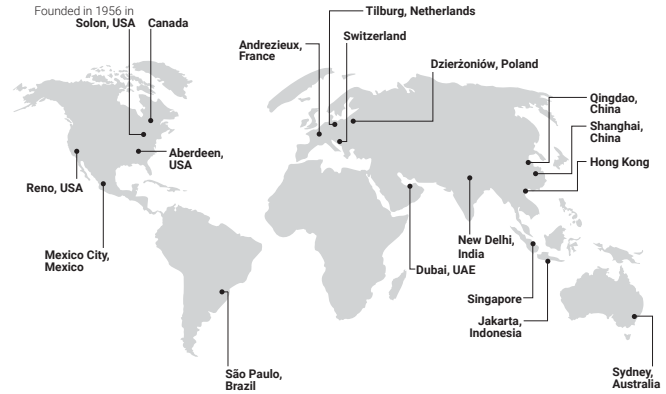 Founded in 1956 in
Solon, USA
Canada
Tilburg, Netherlands
Switzerland
Andrezieux,
France
Dzierżoniów, Poland
Qingdao,
China
Shanghai,
China
Hong Kong
Aberdeen,
USA
Reno, USA
Mexico City,
Mexico
New Delhi,
India
Dubai, UAE
Singapore
Jakarta,
Indonesia
São Paulo,
Brazil
Sydney,
Australia